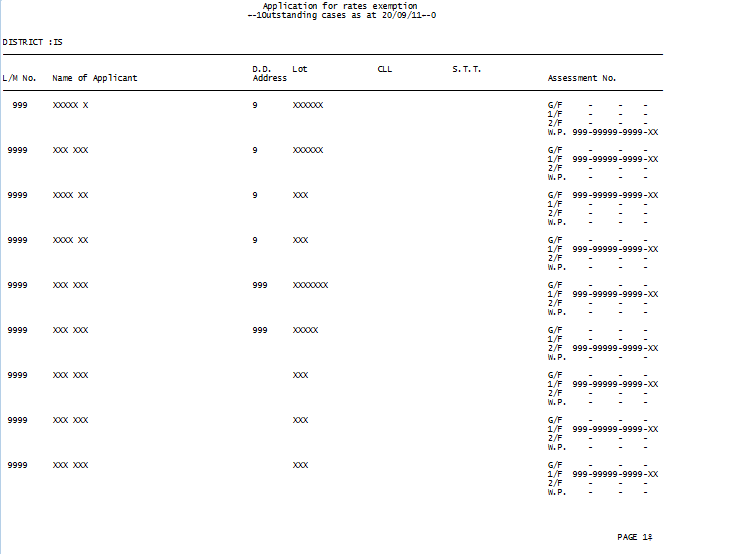 Application for rates exemption
--1Outstanding cases as at 20/09/11--0
DISTRICT :IS
D.D. Lot CLL S.T.T.
L/M No. Name of Applicant Address Assessment No.
999 XXXXX X 9 XXXXXX G/F - - -
1/F - - -
2/F - - -
W.P. 999-99999-9999-XX
9999 XXX XXX 9 XXXXXX G/F - - -
1/F 999-99999-9999-XX
2/F - - -
W.P. - - -
9999 XXXX XX 9 XXX G/F 999-99999-9999-XX
1/F - - -
2/F - - -
W.P. - - -
9999 XXXX XX 9 XXX G/F - - -
1/F 999-99999-9999-XX
2/F - - -
W.P. - - -
9999 XXX XXX 999 XXXXXXX G/F - - -
1/F 999-99999-9999-XX
2/F - - -
W.P. - - -
9999 XXX XXX 999 XXXXX G/F - - -
1/F - - -
2/F 999-99999-9999-XX
W.P. - - -
9999 XXX XXX XXX G/F - - -
1/F 999-99999-9999-XX
2/F - - -
W.P. - - -
9999 XXX XXX XXX G/F - - -
1/F 999-99999-9999-XX
2/F - - -
W.P. - - -
9999 XXX XXX XXX G/F - - -
1/F 999-99999-9999-XX
2/F - - -
W.P. - - -
PAGE